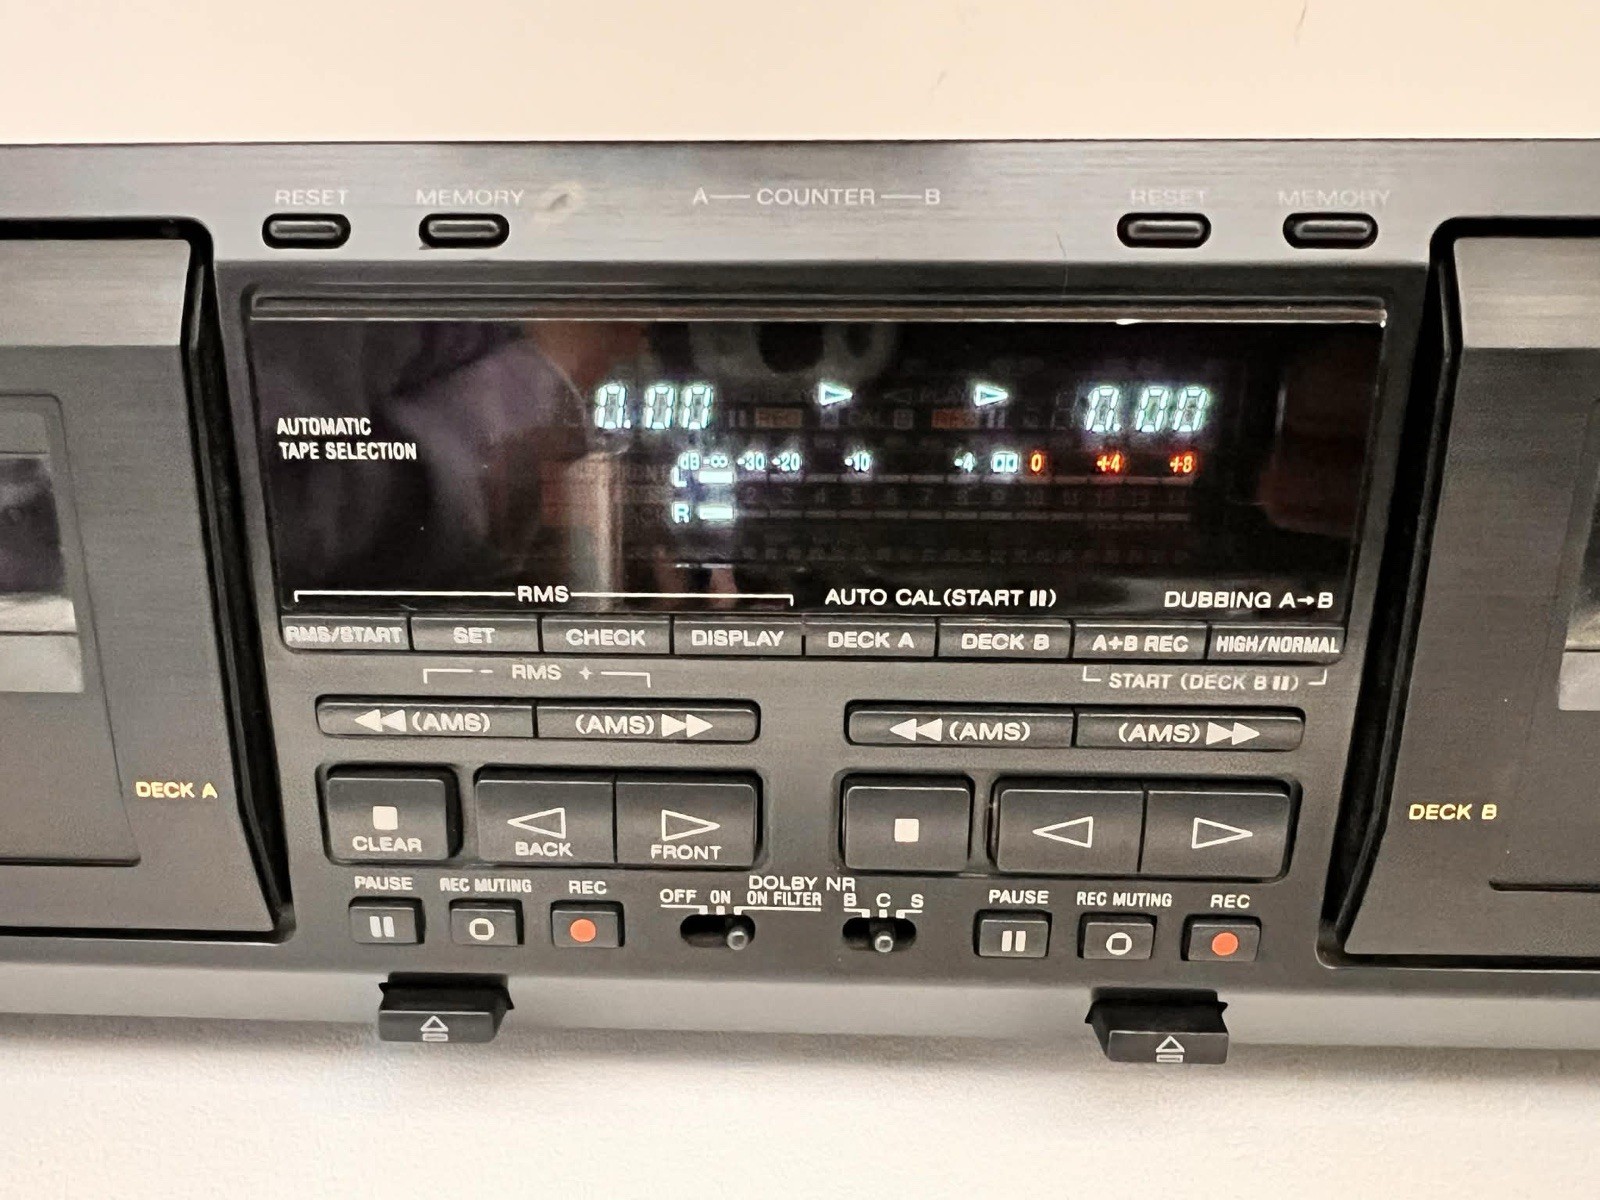 RESET MEMORY A COUNTER B RESET MEMORY
0.00 0.00
AUTOMATIC
TAPE SELECTION
dB -∞ -30 -20 -10 -4 0 +4 +8
L
R
RMS AUTO CAL (START II) DUBBING A→B
RMS/START SET CHECK DISPLAY DECK A DECK B A+B REC HIGH/NORMAL
– RMS + START (DECK B II)
◀◀ (AMS) (AMS) ▶▶ ◀◀ (AMS) (AMS) ▶▶
DECK A
DECK B
CLEAR BACK FRONT
PAUSE REC MUTING REC
DOLBY NR
OFF ON ON FILTER B C S
PAUSE REC MUTING REC